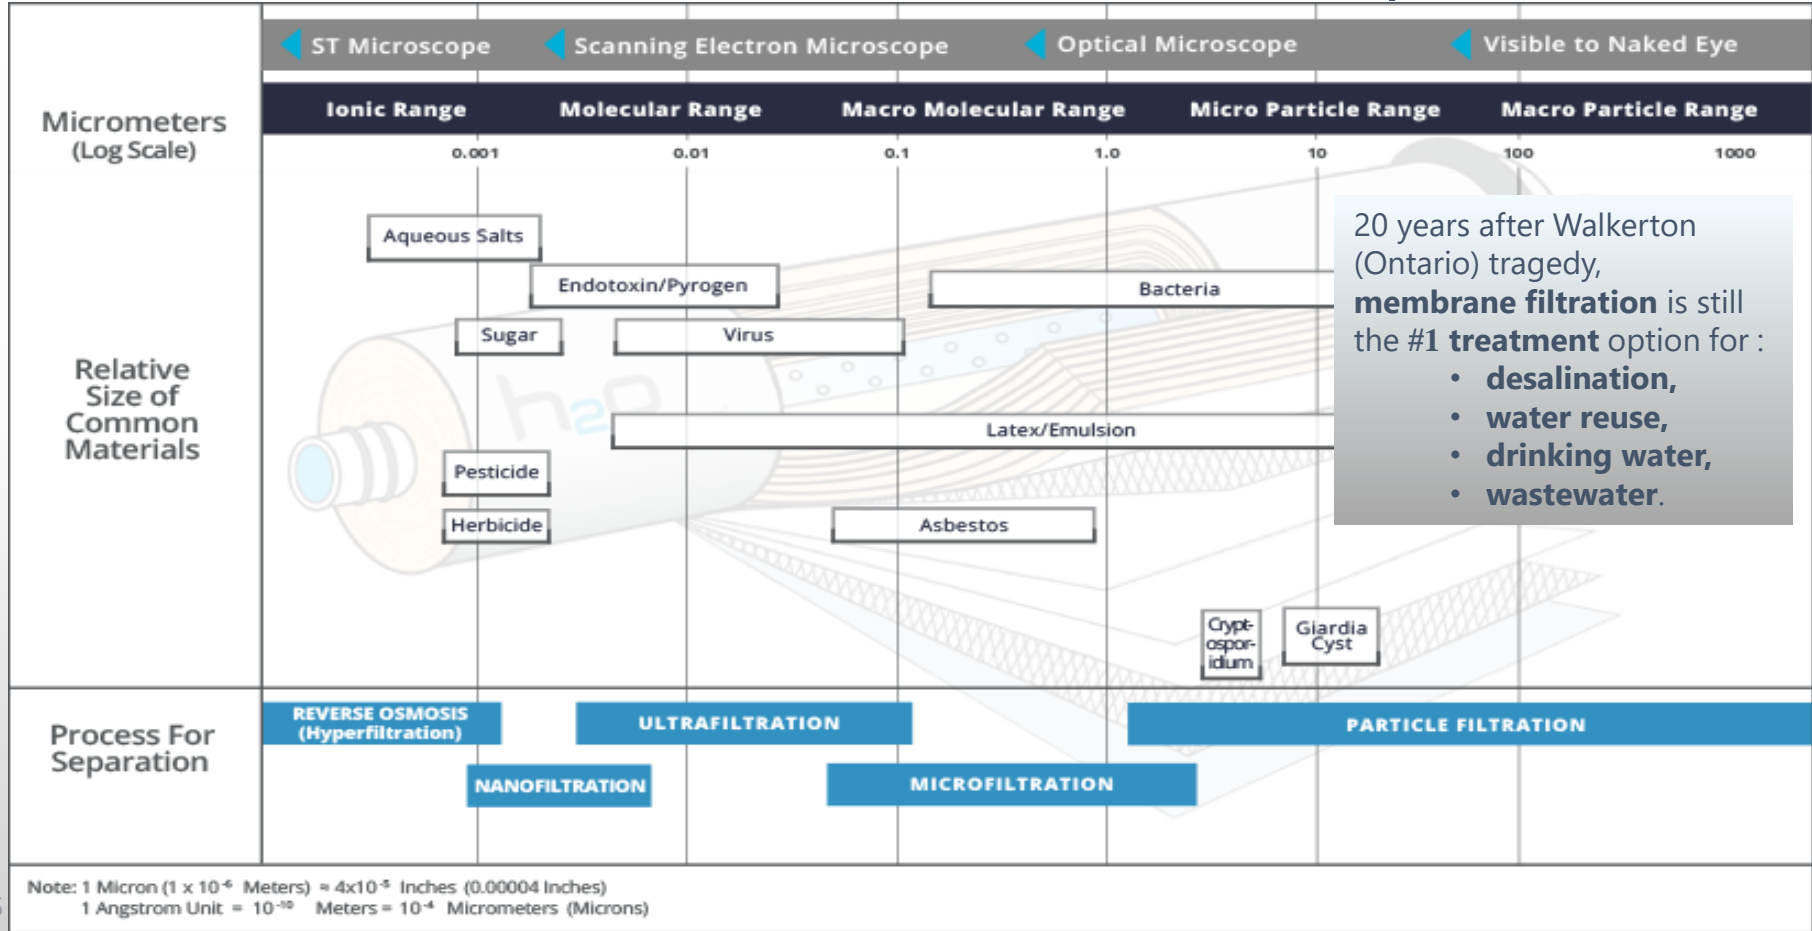 ST Microscope
Scanning Electron Microscope
Optical Microscope
Visible to Naked Eye
Micrometers
(Log Scale)
Ionic Range
Molecular Range
Macro Molecular Range
Micro Particle Range
Macro Particle Range
0.001
0.01
0.1
1.0
10
100
1000
Relative
Size of
Common
Materials
Aqueous Salts
Endotoxin/Pyrogen
Bacteria
Sugar
Virus
h2o
Latex/Emulsion
Pesticide
Herbicide
Asbestos
Crypt-
ospor-
idium
Giardia
Cyst
20 years after Walkerton
(Ontario) tragedy,
membrane filtration is still
the #1 treatment option for :
• desalination,
• water reuse,
• drinking water,
• wastewater.
Process For
Separation
REVERSE OSMOSIS
(Hyperfiltration)
ULTRAFILTRATION
PARTICLE FILTRATION
NANOFILTRATION
MICROFILTRATION
Note: 1 Micron (1 x 10⁻⁶ Meters) ≈ 4x10⁻⁵ Inches (0.00004 Inches)
1 Angstrom Unit = 10⁻¹⁰ Meters = 10⁻⁴ Micrometers (Microns)